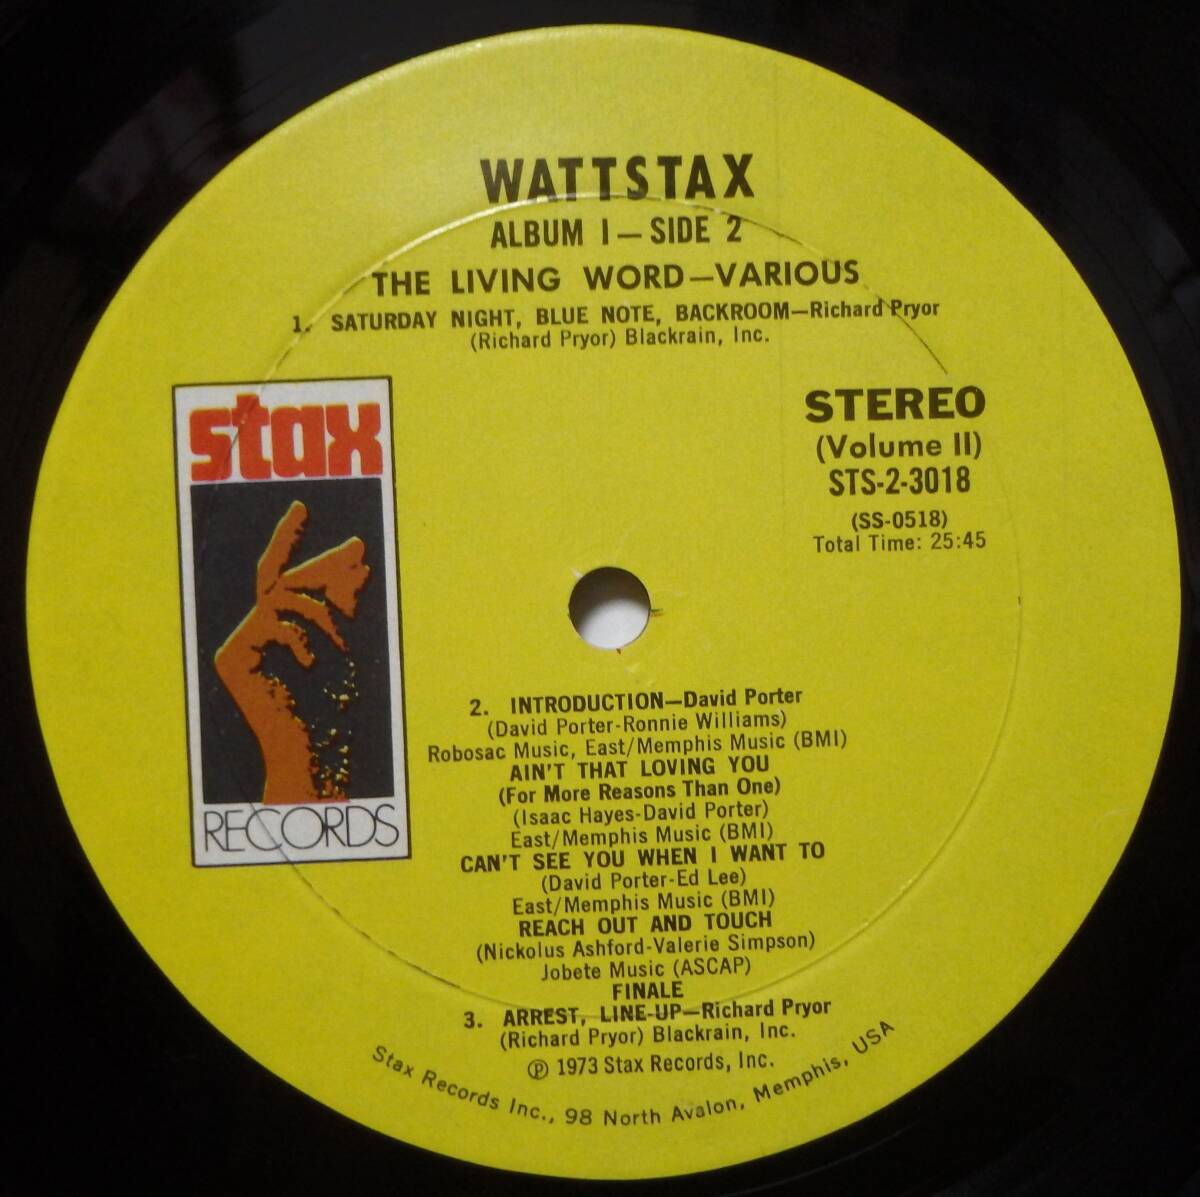 WATTSTAX
ALBUM I—SIDE 2
THE LIVING WORD—VARIOUS
1. SATURDAY NIGHT, BLUE NOTE, BACKROOM—Richard Pryor
(Richard Pryor) Blackrain, Inc.
stax
RECORDS
STEREO
(Volume II)
STS-2-3018
(SS-0518)
Total Time: 25:45
2. INTRODUCTION—David Porter
(David Porter-Ronnie Williams)
Robosac Music, East/Memphis Music (BMI)
AIN'T THAT LOVING YOU
(For More Reasons Than One)
(Isaac Hayes-David Porter)
East/Memphis Music (BMI)
CAN'T SEE YOU WHEN I WANT TO
(David Porter-Ed Lee)
East/Memphis Music (BMI)
REACH OUT AND TOUCH
(Nickolus Ashford-Valerie Simpson)
Jobete Music (ASCAP)
FINALE
3. ARREST, LINE-UP—Richard Pryor
(Richard Pryor) Blackrain, Inc.
℗ 1973 Stax Records, Inc.
Stax Records Inc., 98 North Avalon, Memphis, USA